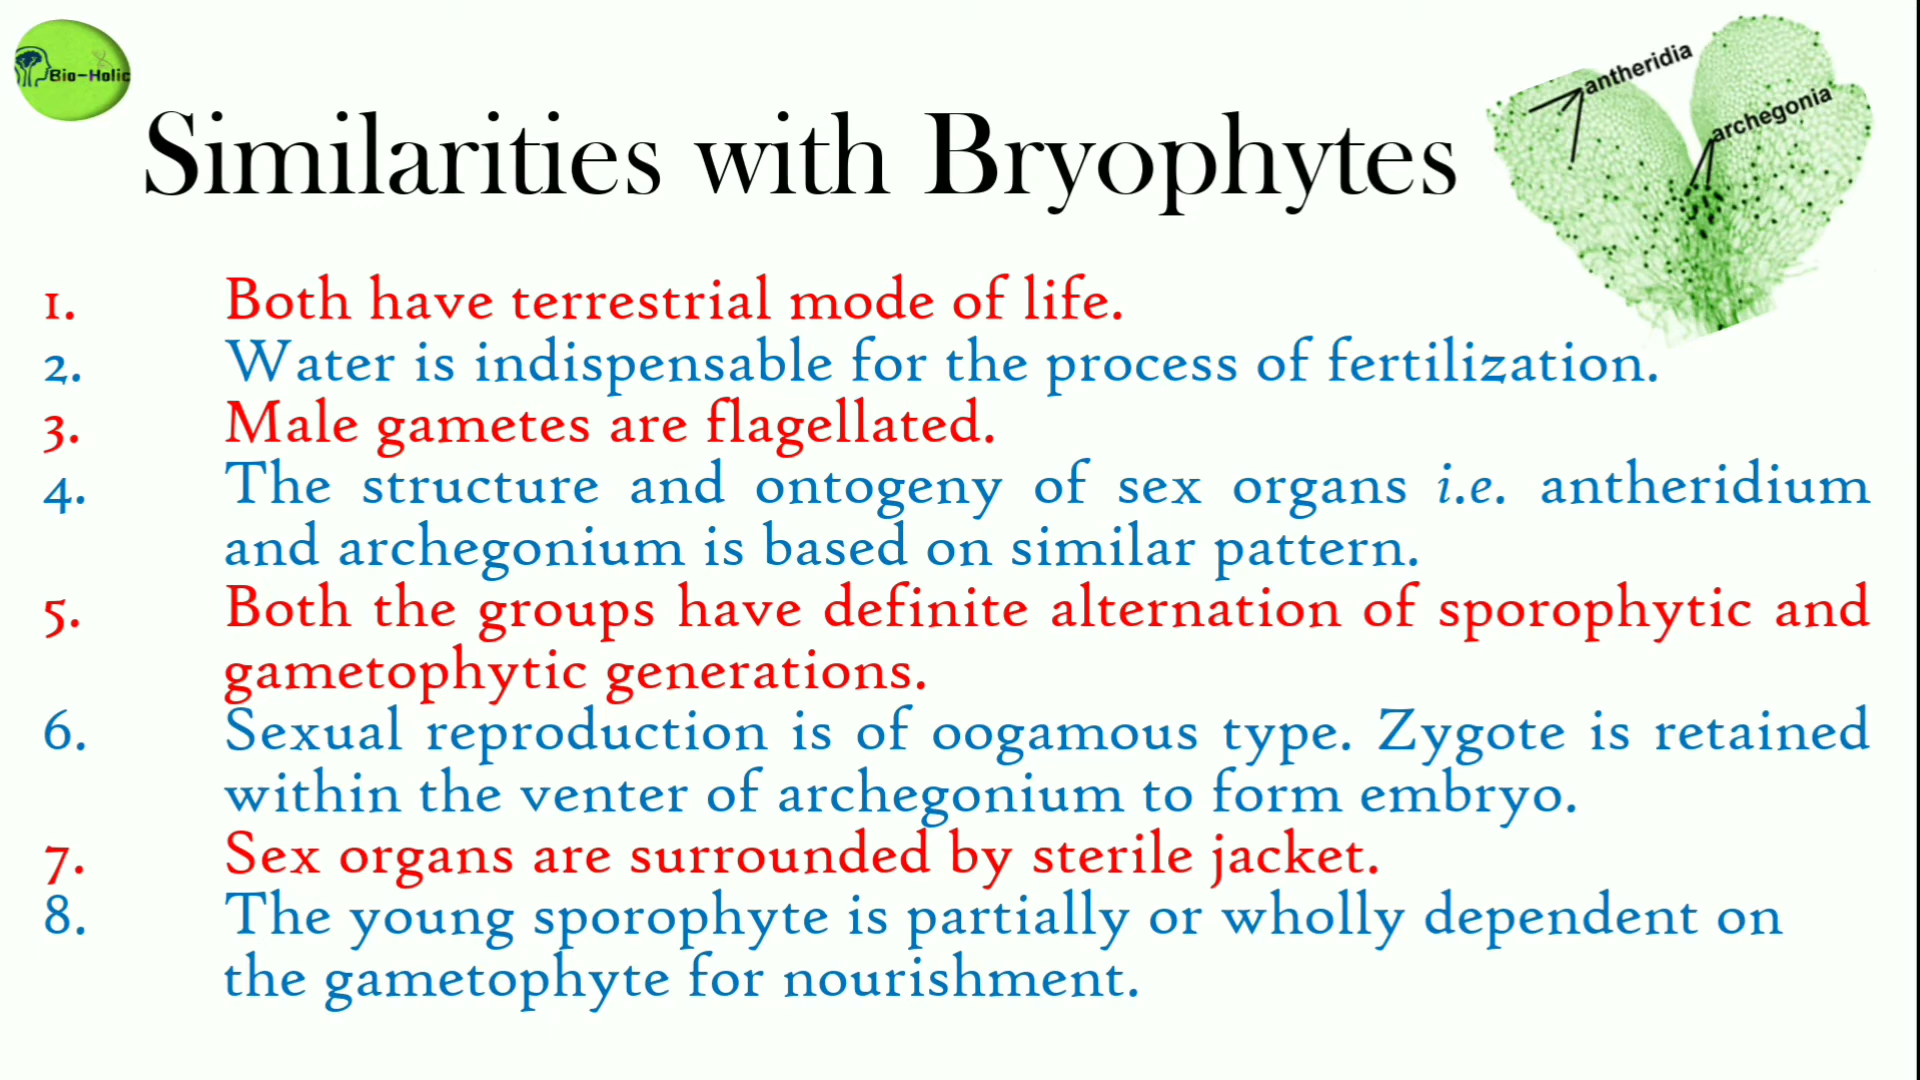 Bio-Holic
antheridia
archegonia
Similarities with Bryophytes
1. Both have terrestrial mode of life.
2. Water is indispensable for the process of fertilization.
3. Male gametes are flagellated.
4. The structure and ontogeny of sex organs i.e. antheridium
and archegonium is based on similar pattern.
5. Both the groups have definite alternation of sporophytic and
gametophytic generations.
6. Sexual reproduction is of oogamous type. Zygote is retained
within the venter of archegonium to form embryo.
7. Sex organs are surrounded by sterile jacket.
8. The young sporophyte is partially or wholly dependent on
the gametophyte for nourishment.